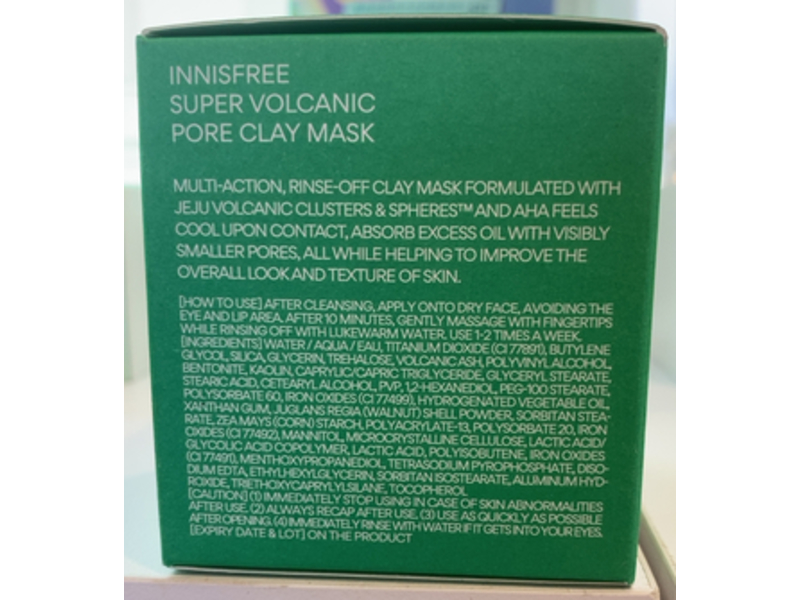 INNISFREE
SUPER VOLCANIC
PORE CLAY MASK
MULTI-ACTION, RINSE-OFF CLAY MASK FORMULATED WITH
JEJU VOLCANIC CLUSTERS & SPHERES™ AND AHA FEELS
COOL UPON CONTACT, ABSORB EXCESS OIL WITH VISIBLY
SMALLER PORES, ALL WHILE HELPING TO IMPROVE THE
OVERALL LOOK AND TEXTURE OF SKIN.
[HOW TO USE] AFTER CLEANSING, APPLY ONTO DRY FACE, AVOIDING THE
EYE AND LIP AREA. AFTER 10 MINUTES, GENTLY MASSAGE WITH FINGERTIPS
WHILE RINSING OFF WITH LUKEWARM WATER. USE 1-2 TIMES A WEEK.
[INGREDIENTS] WATER / AQUA / EAU, TITANIUM DIOXIDE (CI 77891), BUTYLENE
GLYCOL, SILICA, GLYCERIN, TREHALOSE, VOLCANIC ASH, POLYVINYL ALCOHOL,
BENTONITE, KAOLIN, CAPRYLIC/CAPRIC TRIGLYCERIDE, GLYCERYL STEARATE,
STEARIC ACID, CETEARYL ALCOHOL, PVP, 1,2-HEXANEDIOL, PEG-100 STEARATE,
POLYSORBATE 60, IRON OXIDES (CI 77499), HYDROGENATED VEGETABLE OIL,
XANTHAN GUM, JUGLANS REGIA (WALNUT) SHELL POWDER, SORBITAN STEA-
RATE, ZEA MAYS (CORN) STARCH, POLYACRYLATE-13, POLYSORBATE 20, IRON
OXIDES (CI 77492), MANNITOL, MICROCRYSTALLINE CELLULOSE, LACTIC ACID/
GLYCOLIC ACID COPOLYMER, LACTIC ACID, POLYISOBUTENE, IRON OXIDES
(CI 77491), MENTHOXYPROPANEDIOL, TETRASODIUM PYROPHOSPHATE, DISO-
DIUM EDTA, ETHYLHEXYLGLYCERIN, SORBITAN ISOSTEARATE, ALUMINUM HYD-
ROXIDE, TRIETHOXYCAPRYLYLSILANE, TOCOPHEROL
[CAUTION] (1) IMMEDIATELY STOP USING IN CASE OF SKIN ABNORMALITIES
AFTER USE. (2) ALWAYS RECAP AFTER USE. (3) USE AS QUICKLY AS POSSIBLE
AFTER OPENING. (4) IMMEDIATELY RINSE WITH WATER IF IT GETS INTO YOUR EYES.
[EXPIRY DATE & LOT] ON THE PRODUCT